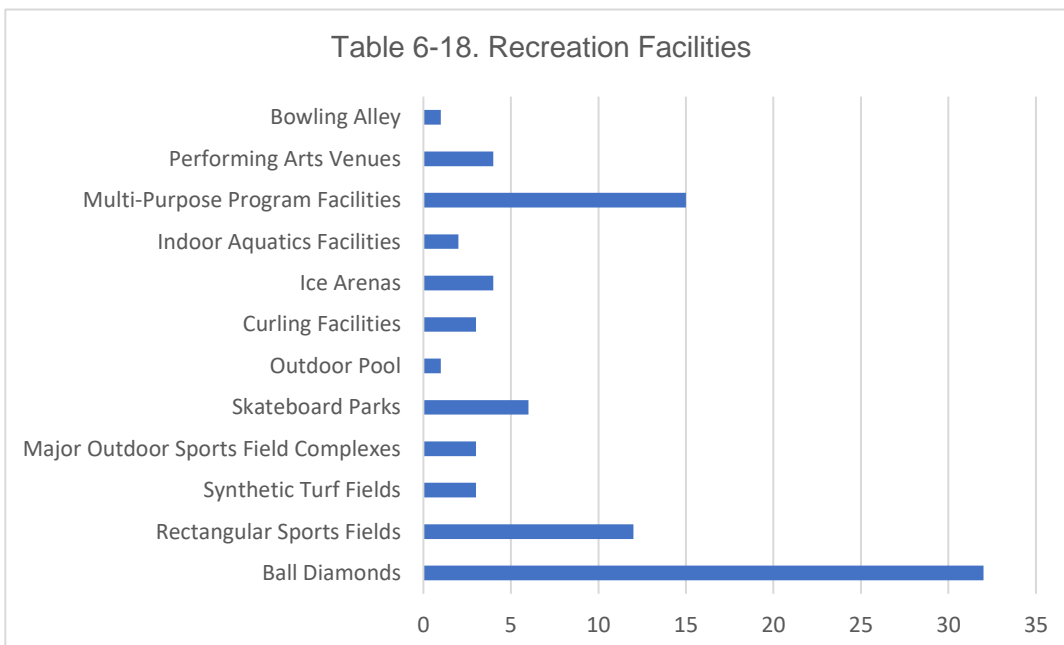 Table 6-18. Recreation Facilities
Bowling Alley
Performing Arts Venues
Multi-Purpose Program Facilities
Indoor Aquatics Facilities
Ice Arenas
Curling Facilities
Outdoor Pool
Skateboard Parks
Major Outdoor Sports Field Complexes
Synthetic Turf Fields
Rectangular Sports Fields
Ball Diamonds
0 5 10 15 20 25 30 35